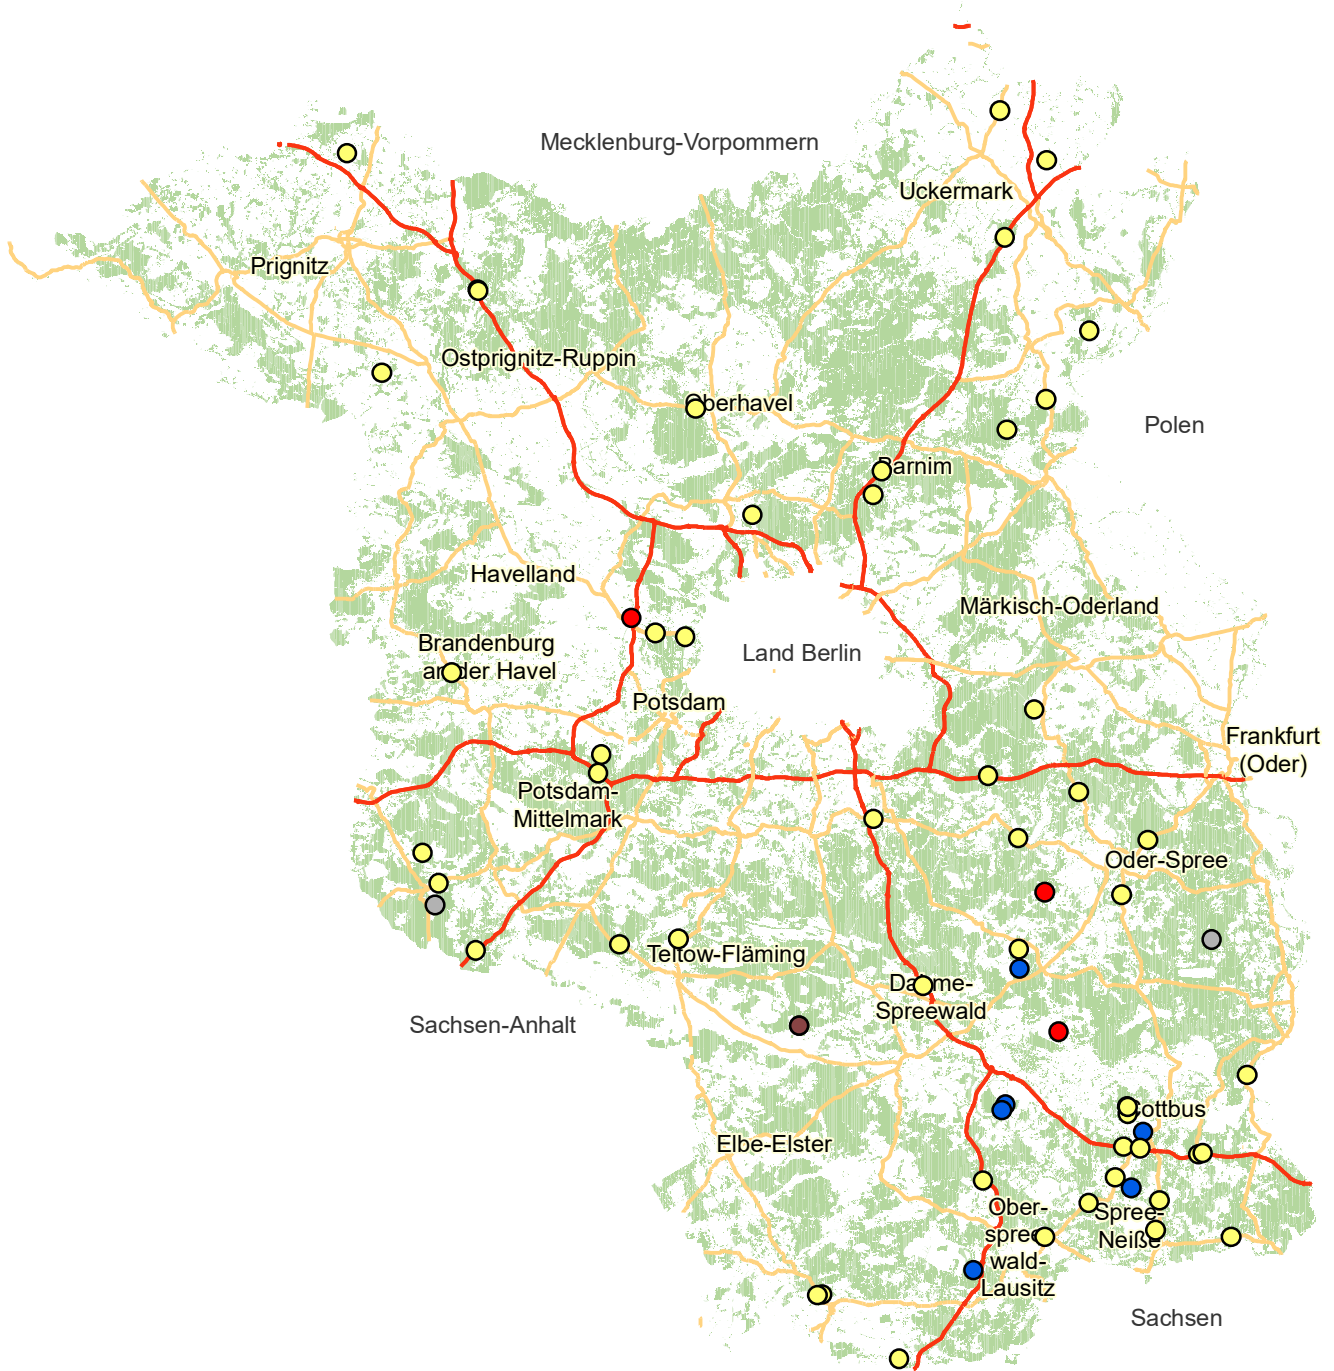 Mecklenburg-Vorpommern
Uckermark
Prignitz
Ostprignitz-Ruppin
Oberhavel
Polen
Barnim
Havelland
Märkisch-Oderland
Brandenburg
an der Havel
Land Berlin
Potsdam
Frankfurt
(Oder)
Potsdam-
Mittelmark
Oder-Spree
Teltow-Fläming
Dahme-
Spreewald
Sachsen-Anhalt
Cottbus
Elbe-Elster
Ober-
spree-
wald-
Lausitz
Spree-
Neiße
Sachsen